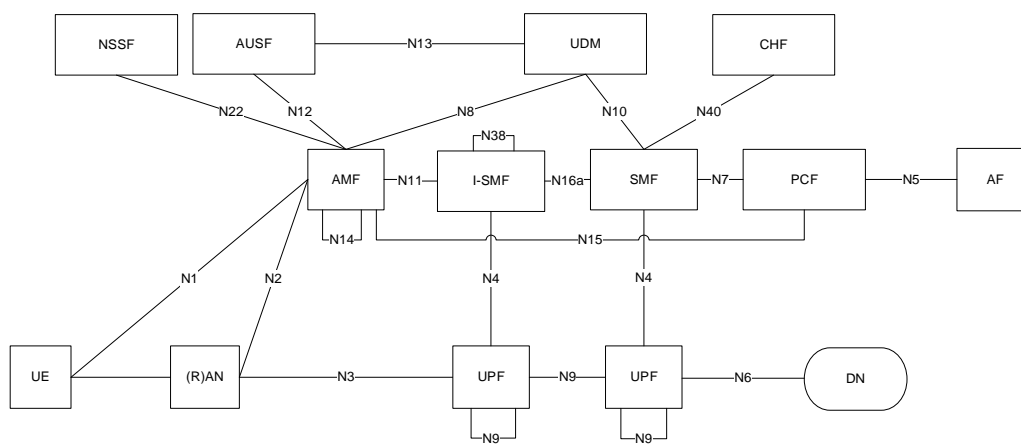 NSSF
AUSF
N13
UDM
CHF
N22
N12
N8
N10
N40
N38
AMF
N11
I-SMF
N16a
SMF
N7
PCF
N5
AF
N14
N15
N1
N2
N4
N4
UE
(R)AN
N3
UPF
N9
UPF
N6
DN
N9
N9